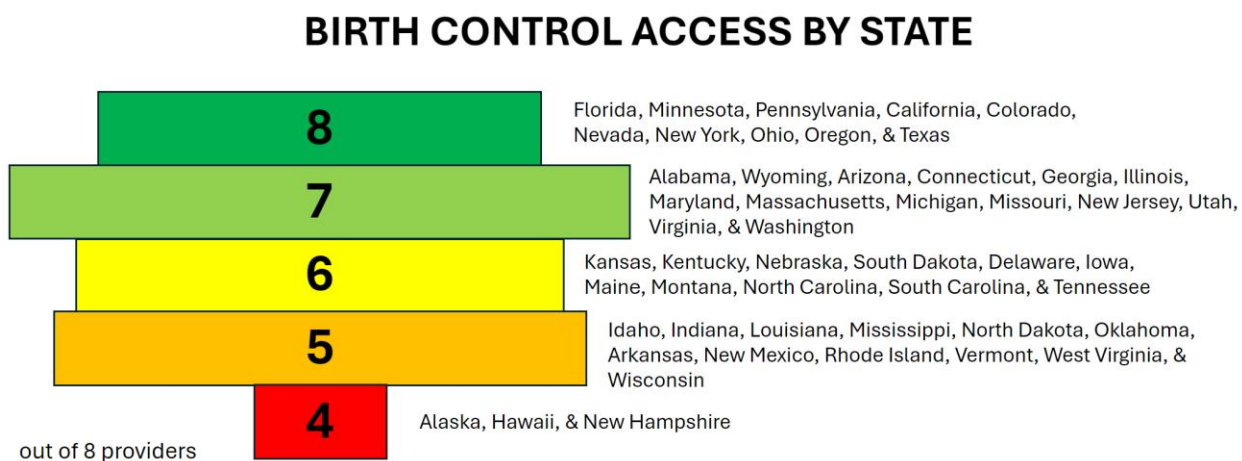 BIRTH CONTROL ACCESS BY STATE
8
Florida, Minnesota, Pennsylvania, California, Colorado,
Nevada, New York, Ohio, Oregon, & Texas
7
Alabama, Wyoming, Arizona, Connecticut, Georgia, Illinois,
Maryland, Massachusetts, Michigan, Missouri, New Jersey, Utah,
Virginia, & Washington
6
Kansas, Kentucky, Nebraska, South Dakota, Delaware, Iowa,
Maine, Montana, North Carolina, South Carolina, & Tennessee
5
Idaho, Indiana, Louisiana, Mississippi, North Dakota, Oklahoma,
Arkansas, New Mexico, Rhode Island, Vermont, West Virginia, &
Wisconsin
4
Alaska, Hawaii, & New Hampshire
out of 8 providers